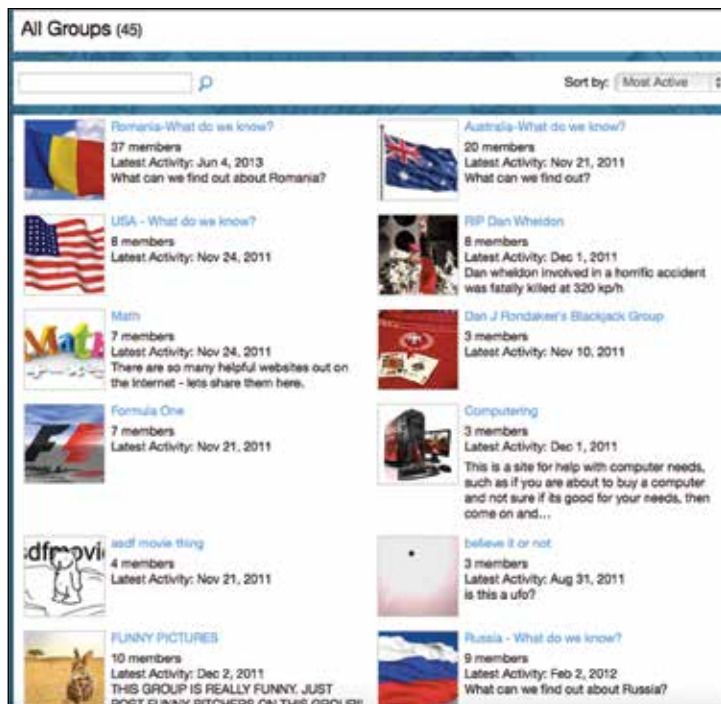 All Groups (45)
Sort by: Most Active
Romania-What do we know?
37 members
Latest Activity: Jun 4, 2013
What can we find out about Romania?
Australia-What do we know?
20 members
Latest Activity: Nov 21, 2011
What can we find out?
USA - What do we know?
8 members
Latest Activity: Nov 24, 2011
RIP Dan Wheldon
8 members
Latest Activity: Dec 1, 2011
Dan wheldon involved in a horrific accident
was fatally killed at 320 kp/h
Math
Math
7 members
Latest Activity: Nov 24, 2011
There are so many helpful websites out on
the Internet - lets share them here.
Dan J Rondaker's Blackjack Group
3 members
Latest Activity: Nov 10, 2011
Formula One
7 members
Latest Activity: Nov 21, 2011
Computering
3 members
Latest Activity: Dec 1, 2011
This is a site for help with computer needs,
such as if you are about to buy a computer
and not sure if its good for your needs, then
come on and...
sdfmovi
asdf movie thing
4 members
Latest Activity: Nov 21, 2011
believe it or not
3 members
Latest Activity: Aug 31, 2011
is this a ufo?
FUNNY PICTURES
10 members
Latest Activity: Dec 2, 2011
THIS GROUP IS REALLY FUNNY. JUST
POST FUNNY PITCHERS ON THIS GROUP!!
Russia - What do we know?
9 members
Latest Activity: Feb 2, 2012
What can we find out about Russia?